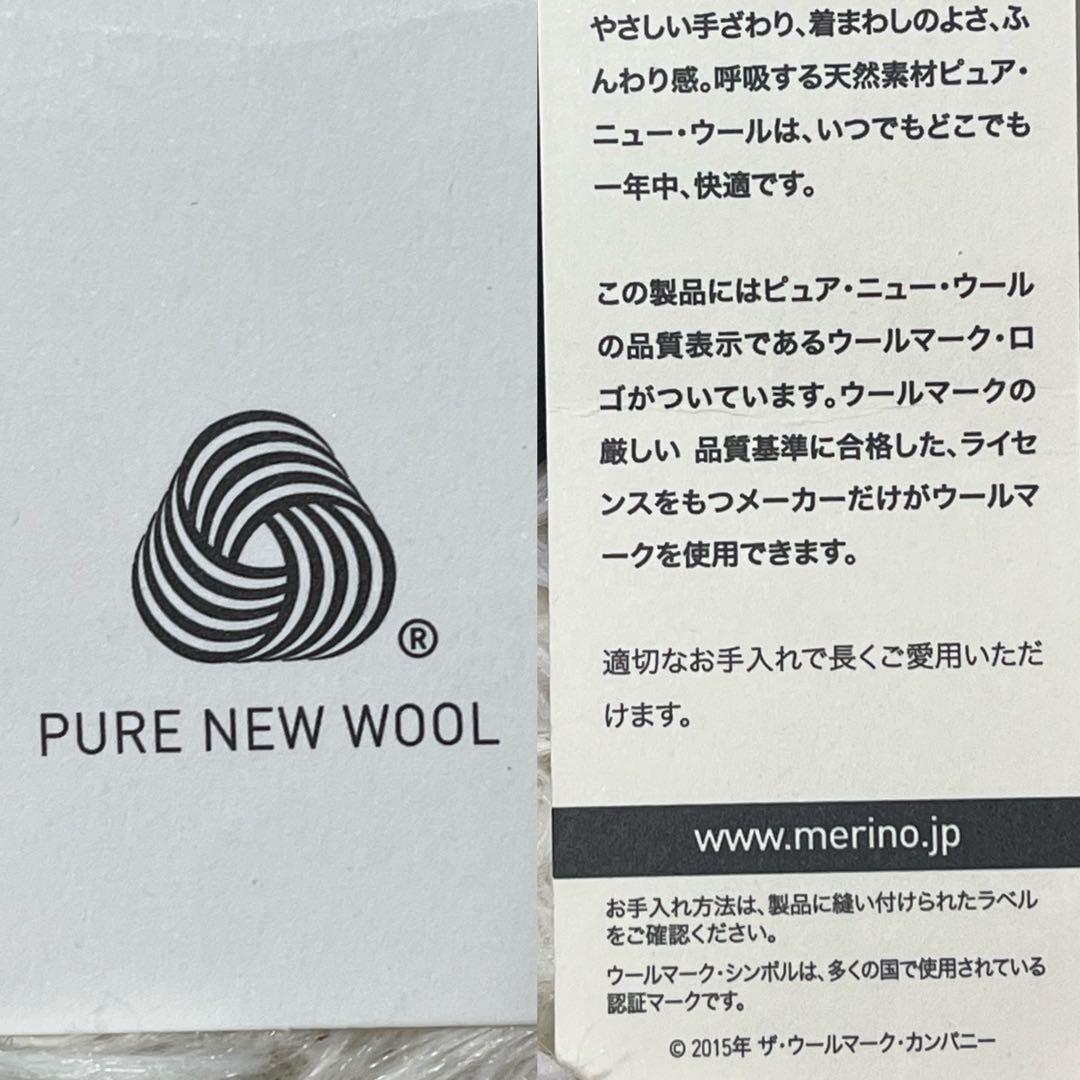 ®
PURE NEW WOOL
やさしい手ざわり、着まわしのよさ、ふ
んわり感。呼吸する天然素材ピュア・
ニュー・ウールは、いつでもどこでも
一年中、快適です。
この製品にはピュア・ニュー・ウール
の品質表示であるウールマーク・ロ
ゴがついています。ウールマークの
厳しい 品質基準に合格した、ライセ
ンスをもつメーカーだけがウールマ
ークを使用できます。
適切なお手入れで長くご愛用いただ
けます。
www.merino.jp
お手入れ方法は、製品に縫い付けられたラベル
をご確認ください。
ウールマーク・シンボルは、多くの国で使用されている
認証マークです。
© 2015年 ザ・ウールマーク・カンパニー